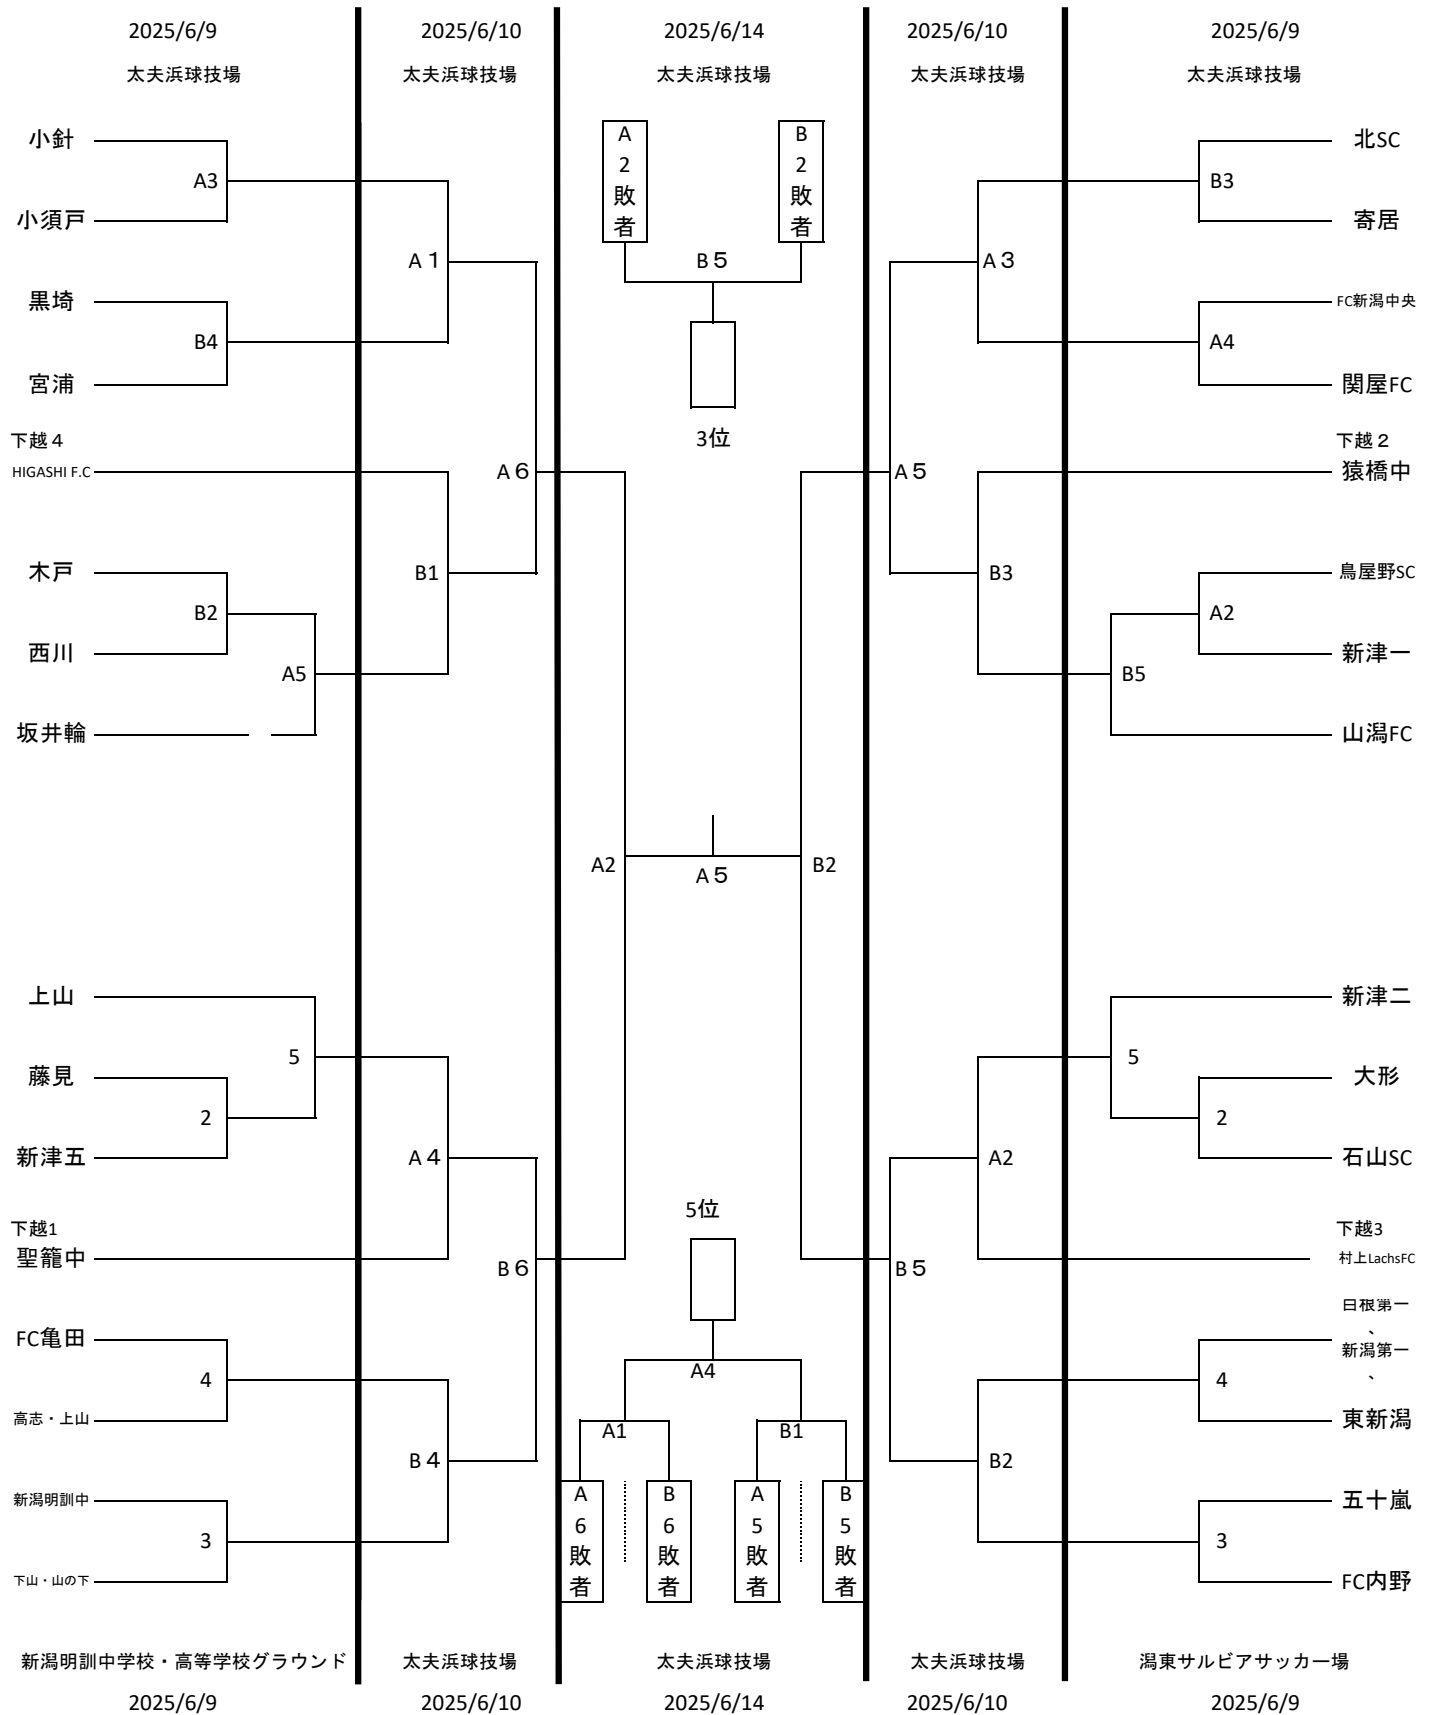 2025/6/9 2025/6/10 2025/6/14 2025/6/10 2025/6/9
太夫浜球技場 太夫浜球技場 太夫浜球技場 太夫浜球技場 太夫浜球技場
小針
A3
小須戸
A１
黒埼
B4
宮浦
下越４
HIGASHI F.C
A６
木戸
B1
B2
西川
A5
坂井輪
A２敗者
B２敗者
B５
3位
北SC
B3
寄居
A３
FC新潟中央
A4
関屋FC
下越２
猿橋中
A５
鳥屋野SC
B3
A2
新津一
B5
山潟FC
A2
A５
B2
上山
5
藤見
2
新津五
A４
下越1
聖籠中
B６
FC亀田
4
高志・上山
B４
新潟明訓中
3
下山・山の下
5位
A4
A1
B1
A６敗者
B６敗者
A５敗者
B５敗者
新津二
5
大形
2
石山SC
A2
下越3
村上LachsFC
B５
白根第一
、
新潟第一
、
4
東新潟
B2
五十嵐
3
FC内野
新潟明訓中学校・高等学校グラウンド 太夫浜球技場 太夫浜球技場 太夫浜球技場 潟東サルビアサッカー場
2025/6/9 2025/6/10 2025/6/14 2025/6/10 2025/6/9